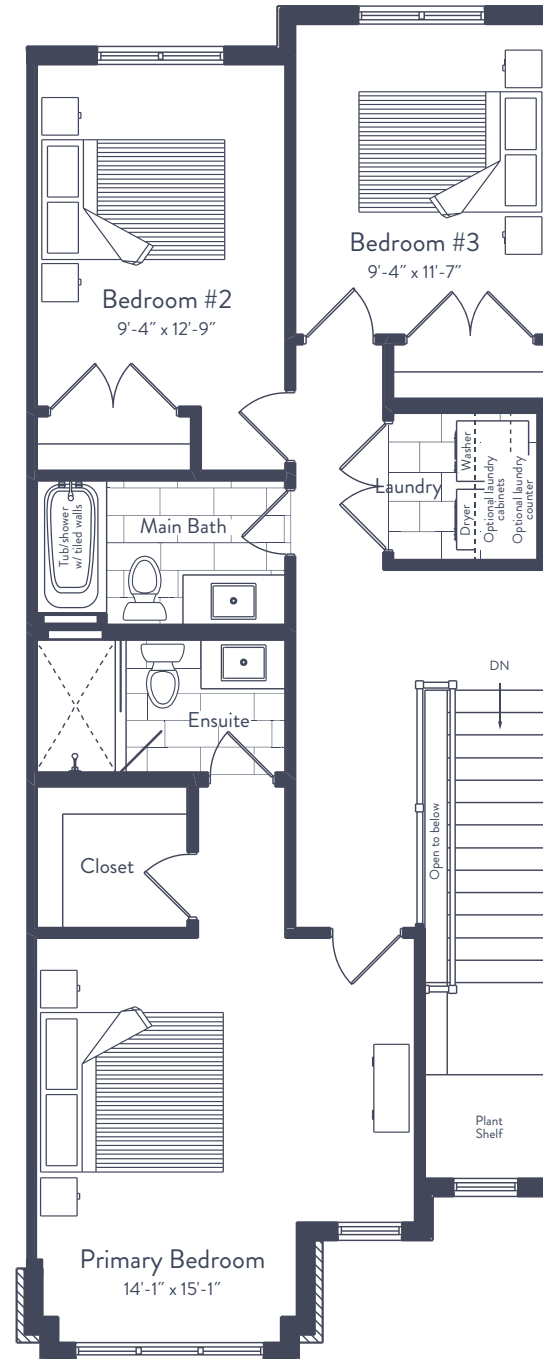 Bedroom #3
9'-4″ x 11'-7″
Bedroom #2
9'-4″ x 12'-9″
Laundry
Washer
Dryer
Optional laundry
cabinets
Optional laundry
counter
Main Bath
Tub/shower
w/ tiled walls
DN
Ensuite
Open to below
Closet
Plant
Shelf
Primary Bedroom
14'-1″ x 15'-1″